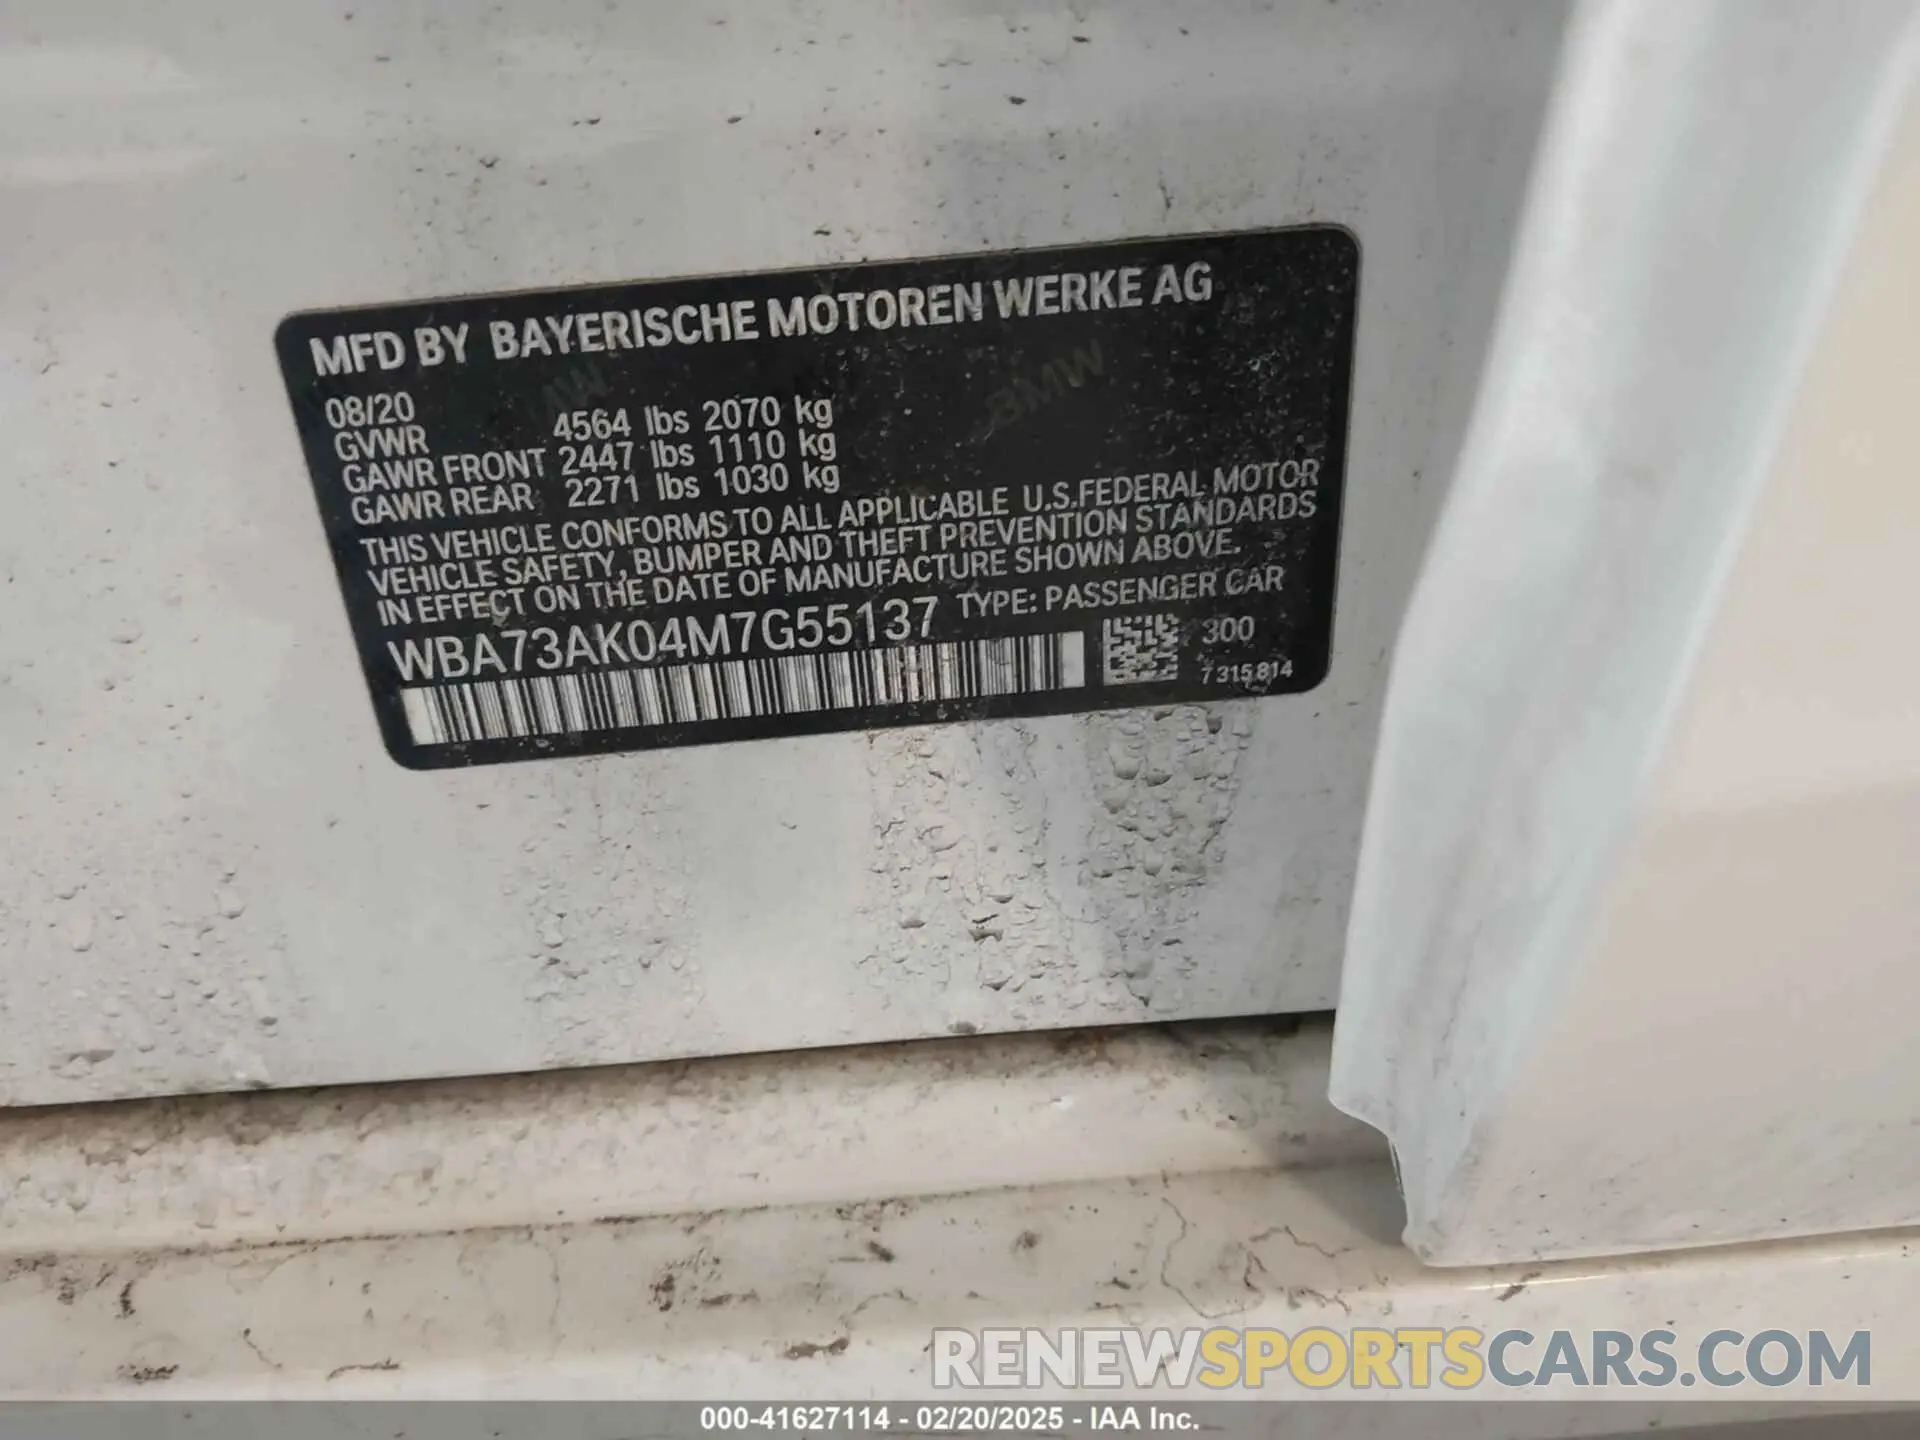 MFD BY BAYERISCHE MOTOREN WERKE AG
08/20
GVWR 4564 lbs 2070 kg
GAWR FRONT 2447 lbs 1110 kg
GAWR REAR 2271 lbs 1030 kg
THIS VEHICLE CONFORMS TO ALL APPLICABLE U.S.FEDERAL MOTOR
VEHICLE SAFETY, BUMPER AND THEFT PREVENTION STANDARDS
IN EFFECT ON THE DATE OF MANUFACTURE SHOWN ABOVE.
WBA73AK04M7G55137 TYPE: PASSENGER CAR
300
7 315 814
BMW
RENEWSPORTSCARS.COM
000-41627114 - 02/20/2025 - IAA Inc.